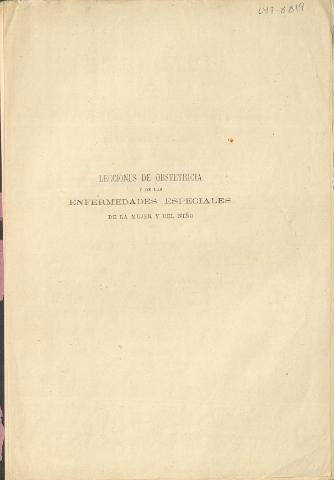 LECCIONES DE OBSTETRICIA
Y DE LAS
ENFERMEDADES ESPECIALES
DE LA MUJER Y DEL NIÑO